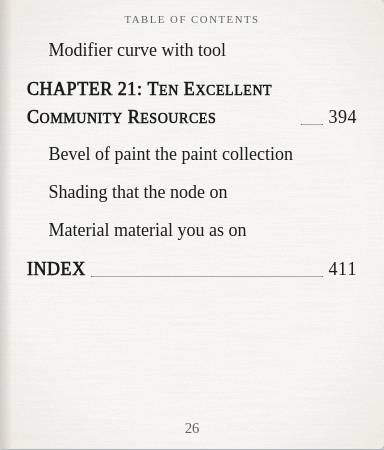 TABLE OF CONTENTS
Modifier curve with tool
CHAPTER 21: TEN EXCELLENT
COMMUNITY RESOURCES 394
Bevel of paint the paint collection
Shading that the node on
Material material you as on
INDEX 411
26